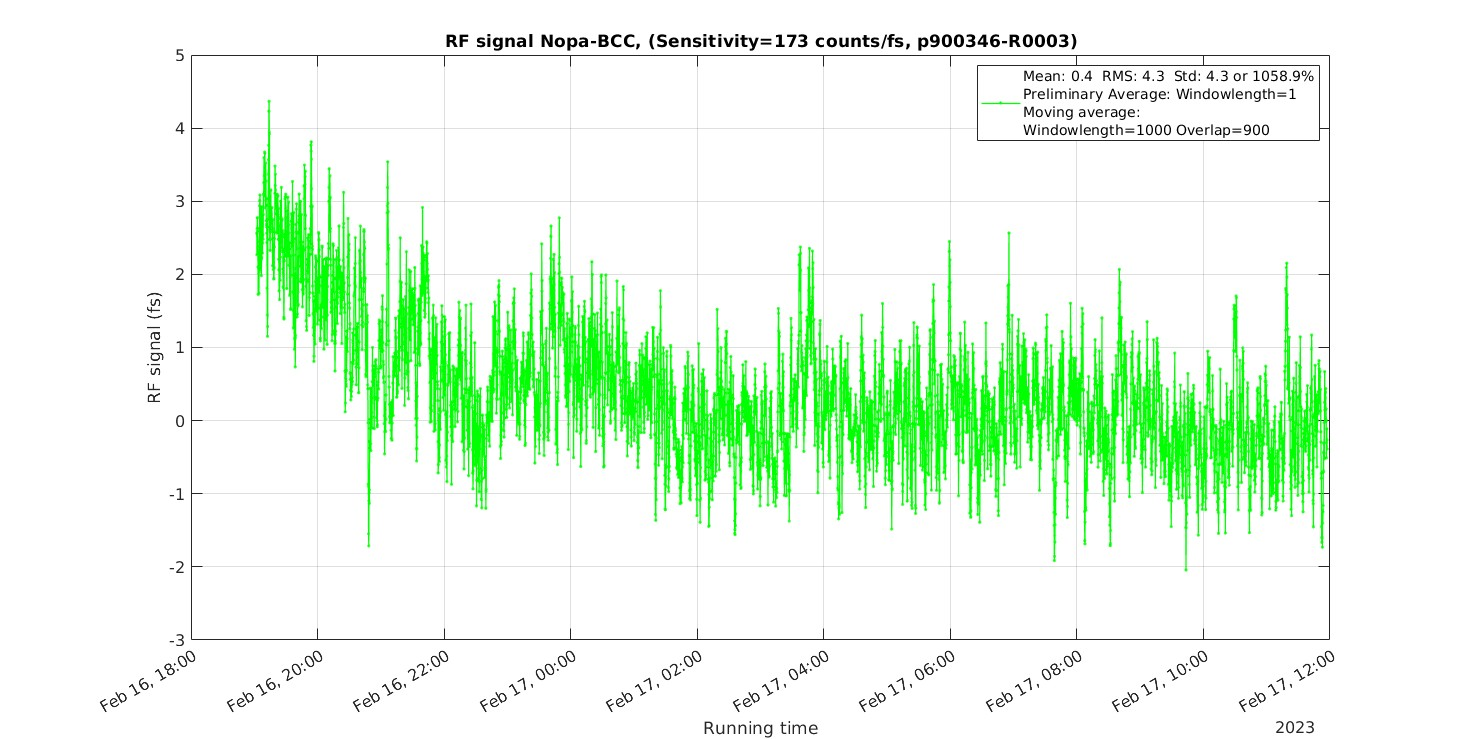 RF signal Nopa-BCC, (Sensitivity=173 counts/fs, p900346-R0003)
Mean: 0.4  RMS: 4.3  Std: 4.3 or 1058.9%
Preliminary Average: Windowlength=1
Moving average:
Windowlength=1000 Overlap=900
RF signal (fs)
5
4
3
2
1
0
-1
-2
-3
Feb 16, 18:00
Feb 16, 20:00
Feb 16, 22:00
Feb 17, 00:00
Feb 17, 02:00
Feb 17, 04:00
Feb 17, 06:00
Feb 17, 08:00
Feb 17, 10:00
Feb 17, 12:00
Running time
2023